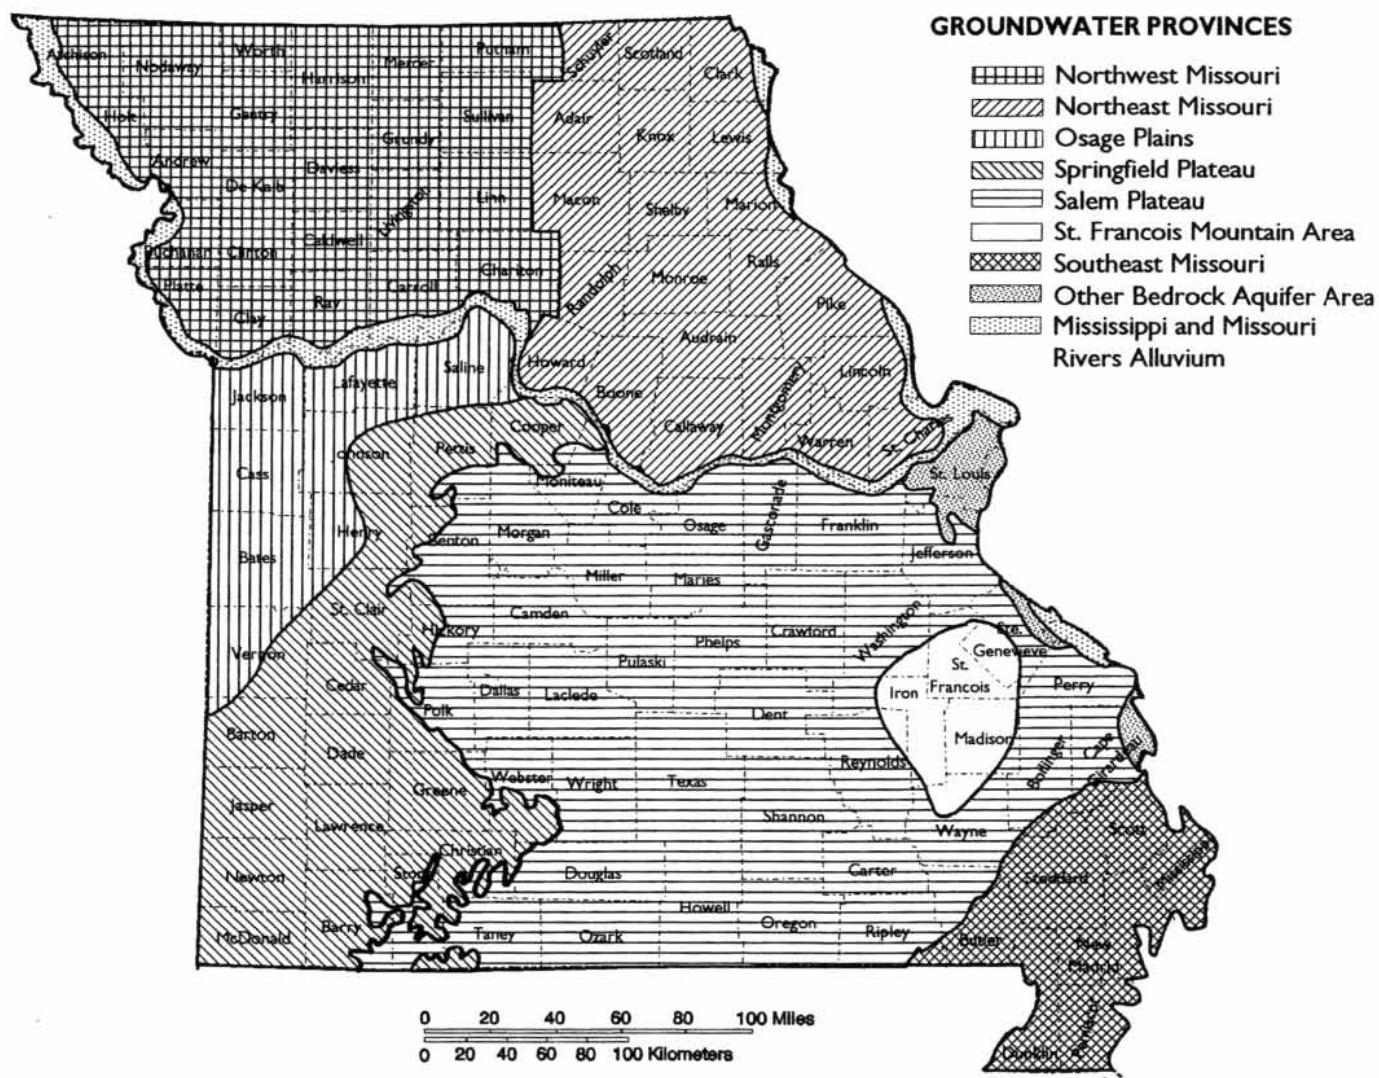 GROUNDWATER PROVINCES
Northwest Missouri
Northeast Missouri
Osage Plains
Springfield Plateau
Salem Plateau
St. Francois Mountain Area
Southeast Missouri
Other Bedrock Aquifer Area
Mississippi and Missouri
Rivers Alluvium
Atchison
Nodaway
Worth
Harrison
Mercer
Putnam
Schuyler
Scotland
Clark
Holt
Gentry
Sullivan
Adair
Knox
Lewis
Grundy
Andrew
De Kalb
Daviess
Livingston
Linn
Macon
Shelby
Marion
Buchanan
Clinton
Caldwell
Chariton
Randolph
Monroe
Ralls
Platte
Ray
Carroll
Pike
Clay
Audrain
Saline
Howard
Lafayette
Jackson
Boone
Montgomery
Lincoln
Cooper
Callaway
Warren
St. Charles
Johnson
Pettis
Cass
Moniteau
St. Louis
Cole
Osage
Gasconade
Franklin
Henry
Benton
Morgan
Jefferson
Bates
Miller
Maries
St. Clair
Camden
Hickory
Phelps
Crawford
Washington
Ste.
Genevieve
Vernon
Pulaski
Cedar
Dallas
Laclede
Iron
St.
Francois
Perry
Polk
Dent
Barton
Dade
Madison
Bollinger
Cape
Girardeau
Reynolds
Webster
Wright
Texas
Greene
Jasper
Lawrence
Shannon
Wayne
Scott
Christian
Mississippi
Newton
Stone
Douglas
Carter
Stoddard
Howell
McDonald
Barry
Taney
Ozark
Oregon
Ripley
Butler
New
Madrid
Dunklin
Pemiscot
0 20 40 60 80 100 Miles
0 20 40 60 80 100 Kilometers